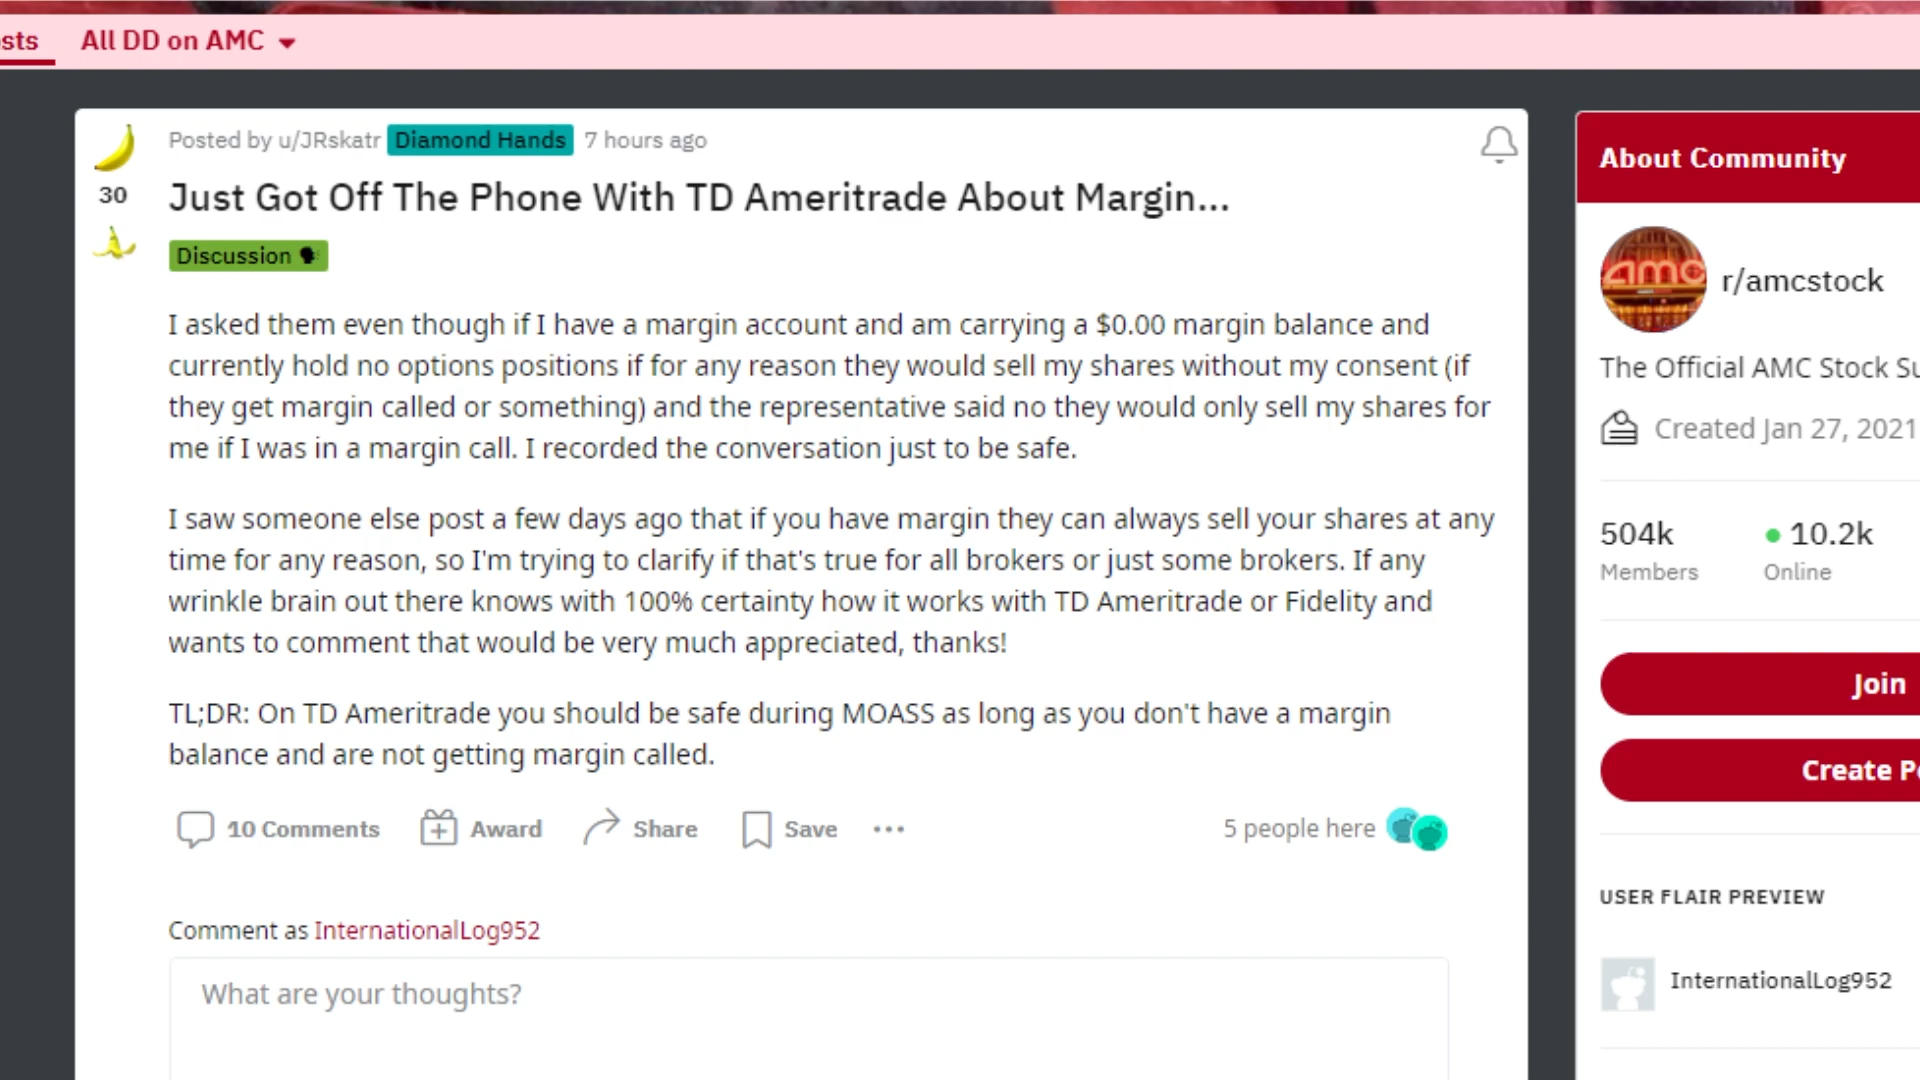 sts
All DD on AMC
Posted by u/JRskatr Diamond Hands 7 hours ago
30
Just Got Off The Phone With TD Ameritrade About Margin...
Discussion 🗣
I asked them even though if I have a margin account and am carrying a $0.00 margin balance and
currently hold no options positions if for any reason they would sell my shares without my consent (if
they get margin called or something) and the representative said no they would only sell my shares for
me if I was in a margin call. I recorded the conversation just to be safe.
I saw someone else post a few days ago that if you have margin they can always sell your shares at any
time for any reason, so I'm trying to clarify if that's true for all brokers or just some brokers. If any
wrinkle brain out there knows with 100% certainty how it works with TD Ameritrade or Fidelity and
wants to comment that would be very much appreciated, thanks!
TL;DR: On TD Ameritrade you should be safe during MOASS as long as you don't have a margin
balance and are not getting margin called.
10 Comments Award Share Save ...
5 people here
Comment as InternationalLog952
What are your thoughts?
About Community
amc
r/amcstock
The Official AMC Stock Su
Created Jan 27, 2021
504k 10.2k
Members Online
Join
Create P
USER FLAIR PREVIEW
InternationalLog952